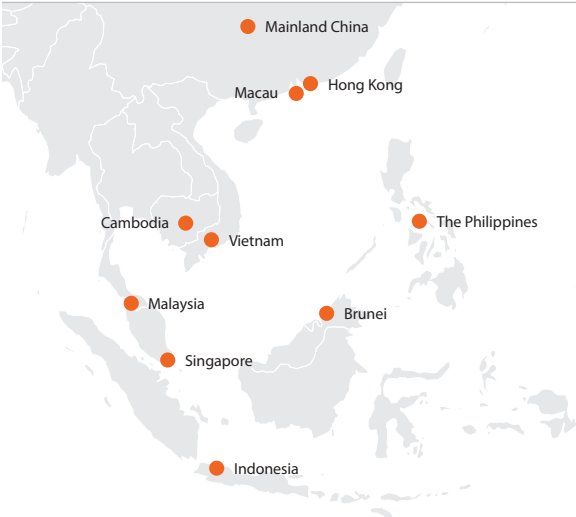 Mainland China
Hong Kong
Macau
Cambodia
The Philippines
Vietnam
Malaysia
Brunei
Singapore
Indonesia